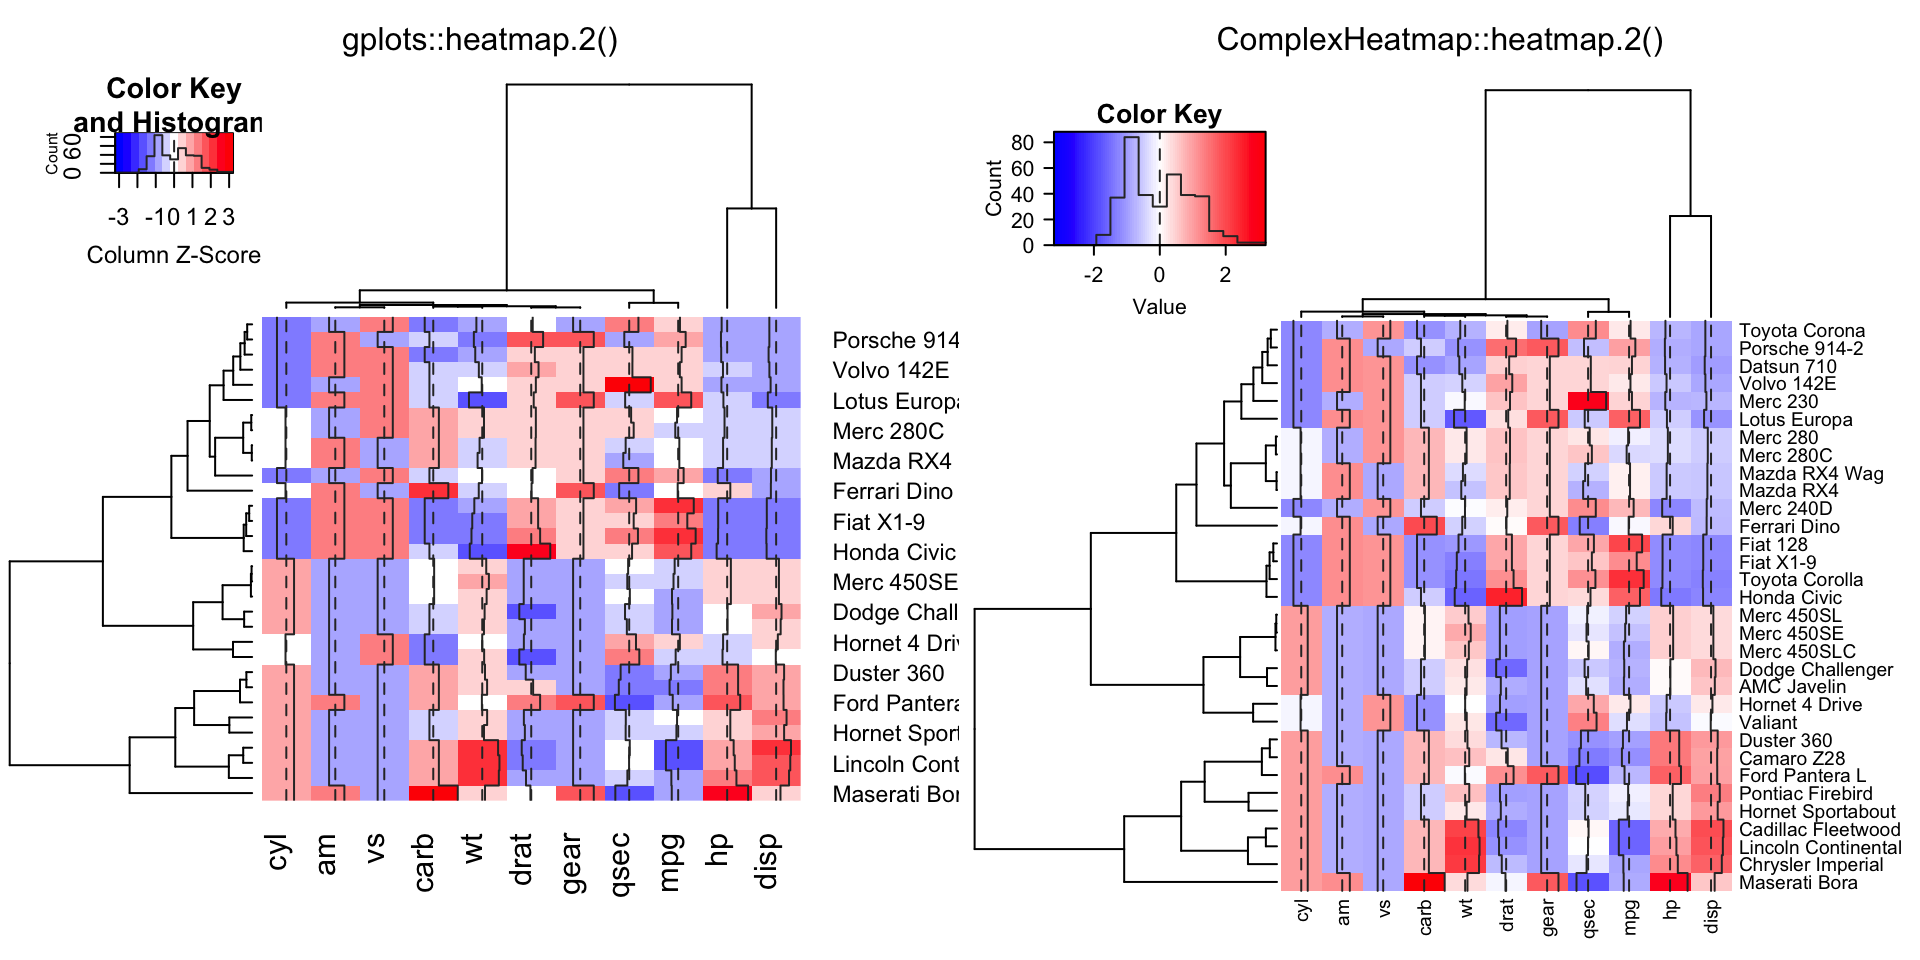 gplots::heatmap.2()
Color Key
and Histogran
Count
0 60
-3 -10 1 2 3
Column Z-Score
Porsche 914
Volvo 142E
Lotus Europa
Merc 280C
Mazda RX4
Ferrari Dino
Fiat X1-9
Honda Civic
Merc 450SE
Dodge Chall
Hornet 4 Driv
Duster 360
Ford Pantera
Hornet Sport
Lincoln Cont
Maserati Bor
cyl am vs carb wt drat gear qsec mpg hp disp
ComplexHeatmap::heatmap.2()
Color Key
Count
80
60
40
20
0
-2 0 2
Value
Toyota Corona
Porsche 914-2
Datsun 710
Volvo 142E
Merc 230
Lotus Europa
Merc 280
Merc 280C
Mazda RX4 Wag
Mazda RX4
Merc 240D
Ferrari Dino
Fiat 128
Fiat X1-9
Toyota Corolla
Honda Civic
Merc 450SL
Merc 450SE
Merc 450SLC
Dodge Challenger
AMC Javelin
Hornet 4 Drive
Valiant
Duster 360
Camaro Z28
Ford Pantera L
Pontiac Firebird
Hornet Sportabout
Cadillac Fleetwood
Lincoln Continental
Chrysler Imperial
Maserati Bora
cyl am vs carb wt drat gear qsec mpg hp disp